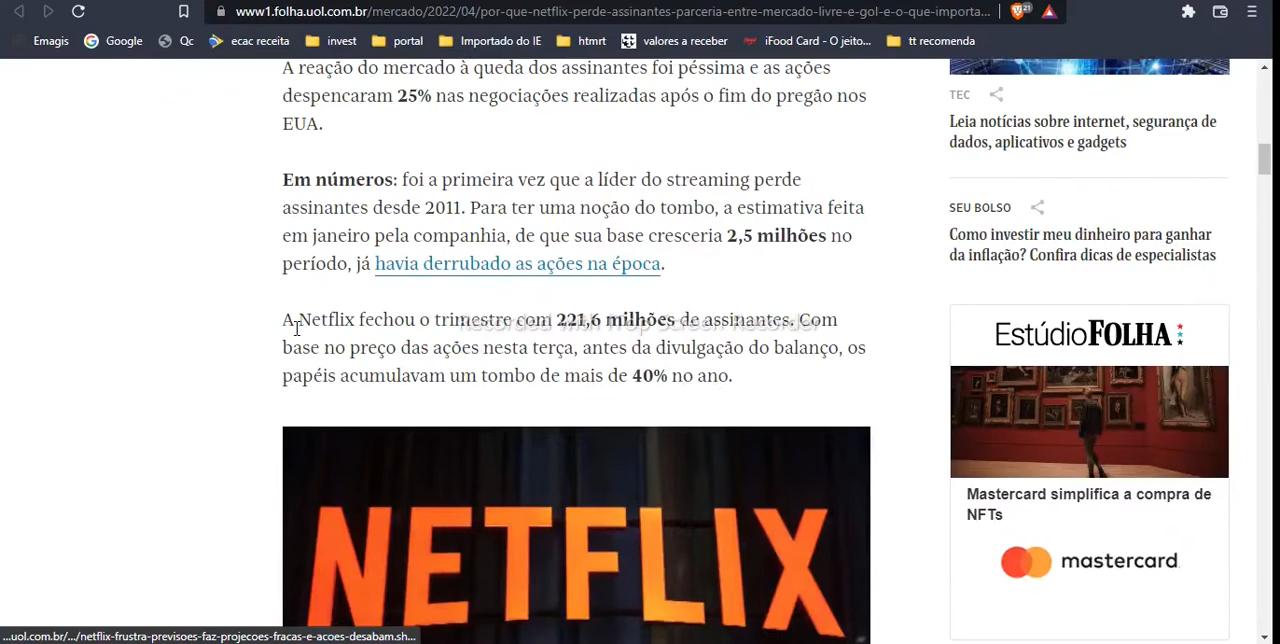 www1.folha.uol.com.br/mercado/2022/04/por-que-netflix-perde-assinantes-parceria-entre-mercado-livre-e-gol-e-o-que-importa...
21
Emagis
Google
Qc
ecac receita
invest
portal
Importado do IE
htmrt
valores a receber
iFood Card - O jeito...
tt recomenda
A reação do mercado à queda dos assinantes foi péssima e as ações
despencaram 25% nas negociações realizadas após o fim do pregão nos
EUA.
Em números: foi a primeira vez que a líder do streaming perde
assinantes desde 2011. Para ter uma noção do tombo, a estimativa feita
em janeiro pela companhia, de que sua base cresceria 2,5 milhões no
período, já havia derrubado as ações na época.
A Netflix fechou o trimestre com 221,6 milhões de assinantes. Com
base no preço das ações nesta terça, antes da divulgação do balanço, os
papéis acumulavam um tombo de mais de 40% no ano.
Recorded with iTop Screen Recorder
NETFLIX
TEC
Leia notícias sobre internet, segurança de
dados, aplicativos e gadgets
SEU BOLSO
Como investir meu dinheiro para ganhar
da inflação? Confira dicas de especialistas
EstúdioFOLHA
Mastercard simplifica a compra de
NFTs
mastercard
...uol.com.br/.../netflix-frustra-previsoes-faz-projecoes-fracas-e-acoes-desabam.sh...